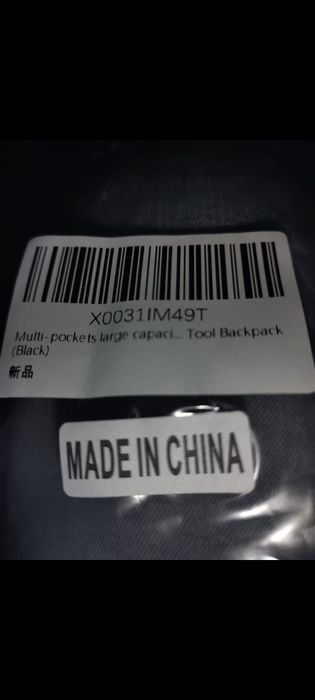 X0031IM49T
Multi-pockets large capaci... Tool Backpack
(Black)
新品
MADE IN CHINA